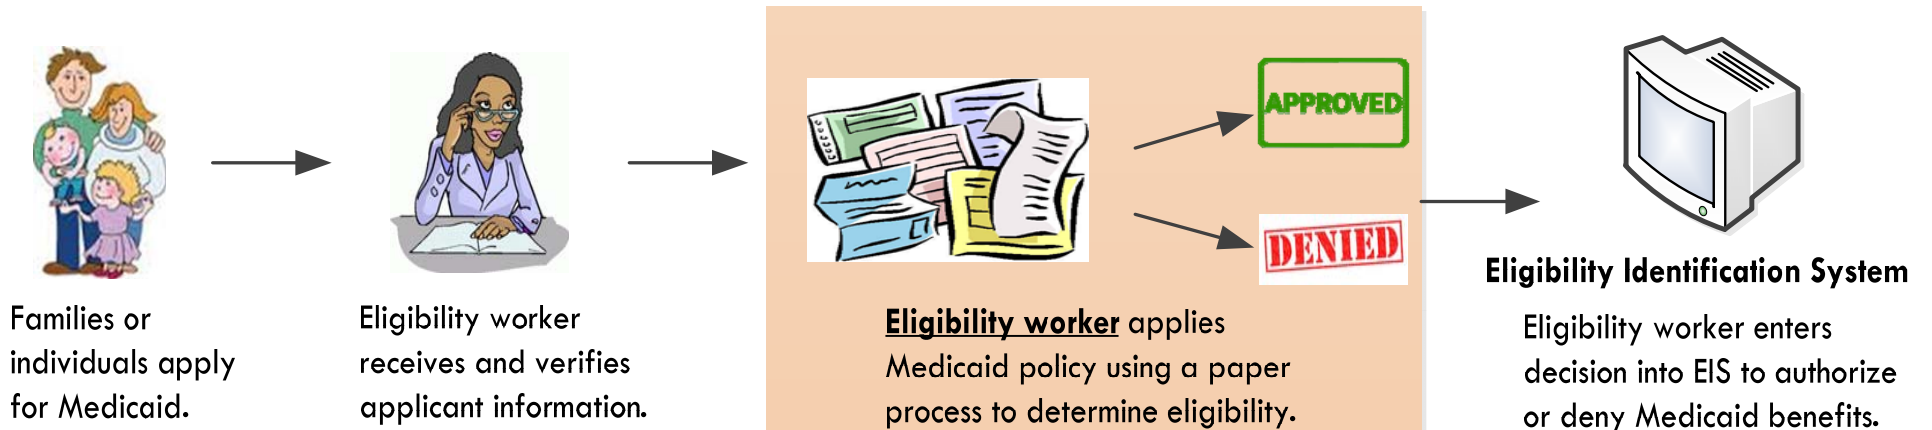 Families or
individuals apply
for Medicaid.
Eligibility worker
receives and verifies
applicant information.
APPROVED
DENIED
Eligibility worker applies
Medicaid policy using a paper
process to determine eligibility.
Eligibility Identification System
Eligibility worker enters
decision into EIS to authorize
or deny Medicaid benefits.